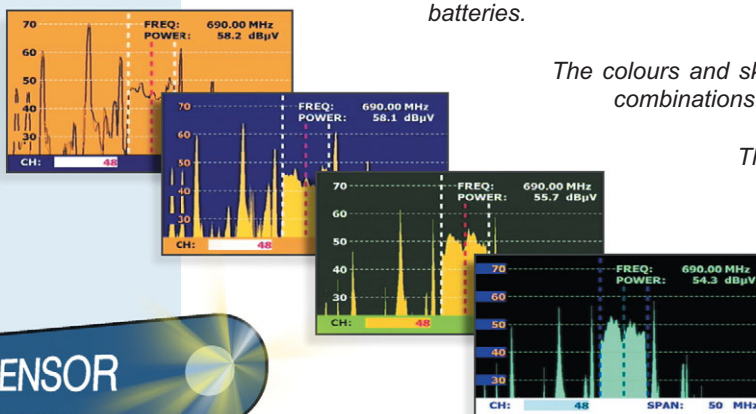 batteries.
The colours and
combinations
70
60
50
40
30
FREQ: 690.00 MHz
POWER: 58.2 dBµV
CH: 48
70
60
50
40
30
FREQ: 690.00 MHz
POWER: 58.1 dBµV
CH: 48
70
60
50
40
30
FREQ: 690.00 MHz
POWER: 55.7 dBµV
CH: 48
70
60
50
40
30
FREQ: 690.00 MHz
POWER: 54.3 dBµV
CH: 48 SPAN: 50 MHz
ENSOR